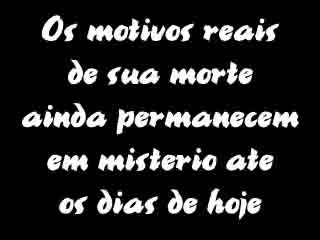 Os motivos reais
de sua morte
ainda permanecem
em misterio ate
os dias de hoje